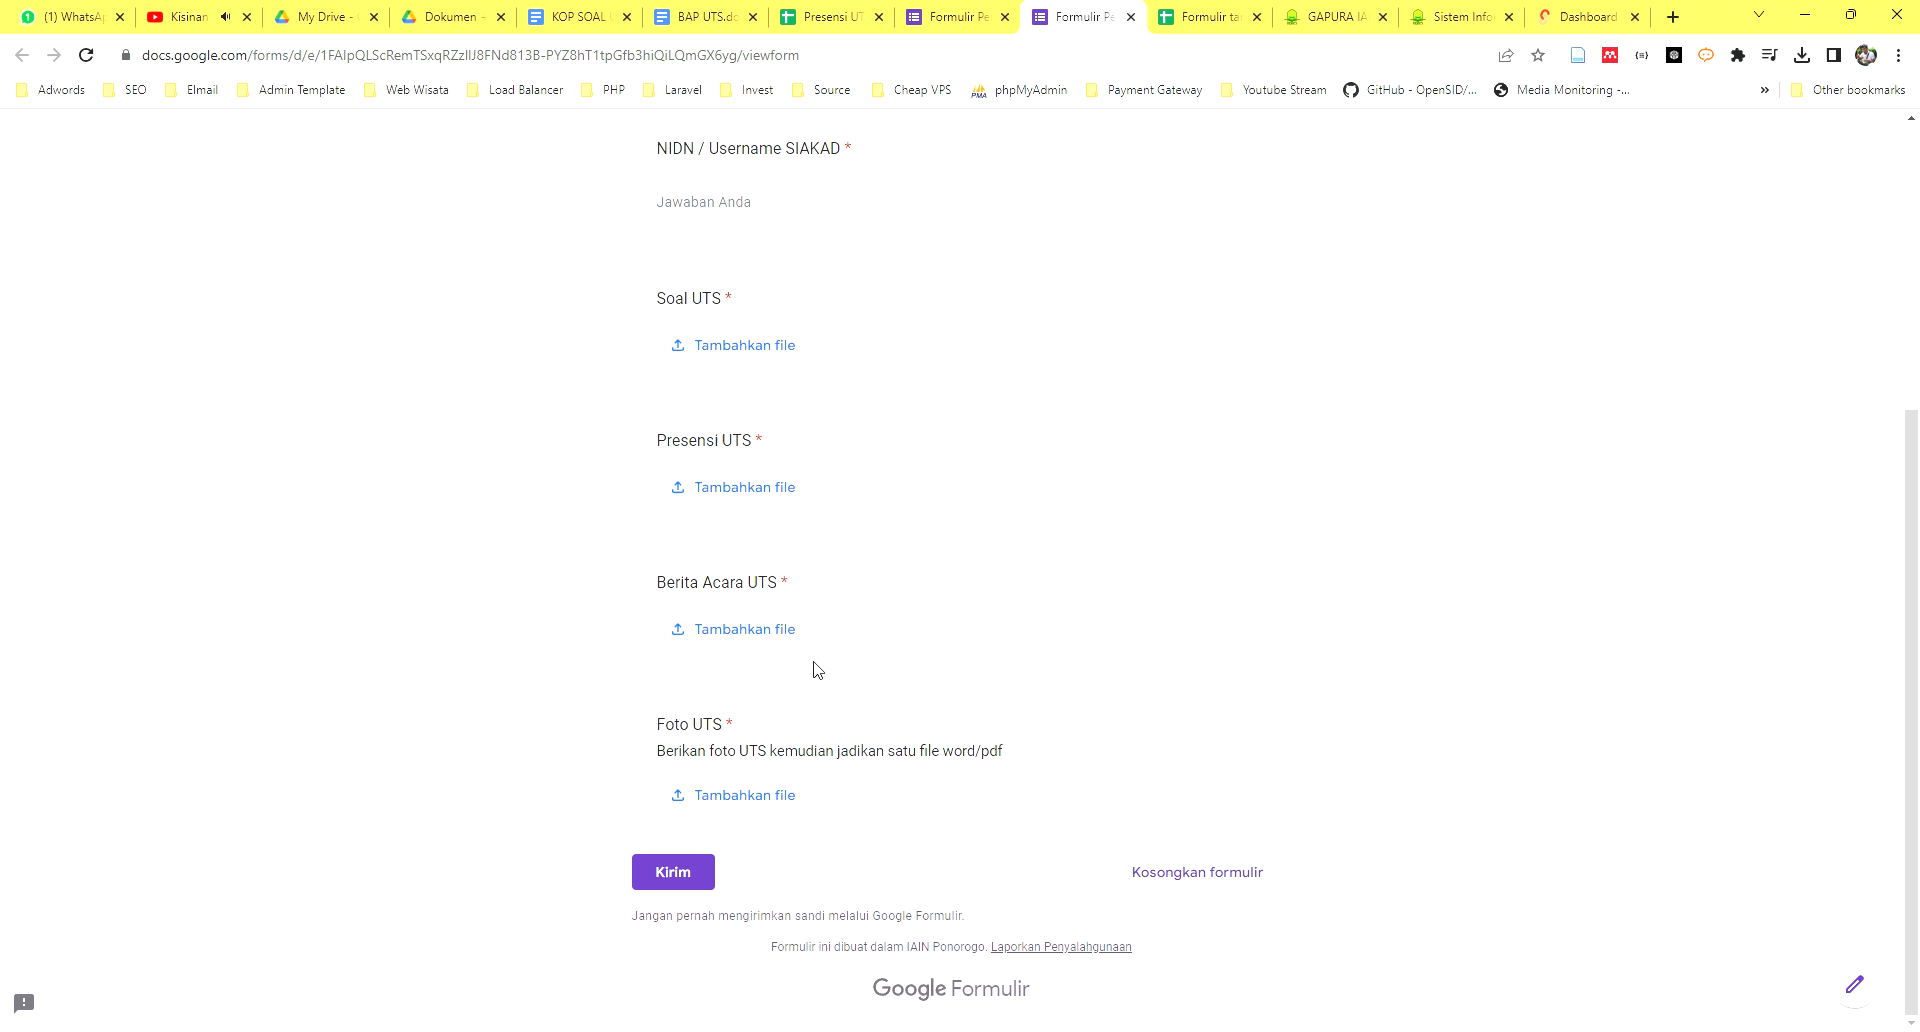 (1) WhatsA
Kisinan
My Drive -
Dokumen -
KOP SOAL
BAP UTS.do
Presensi UT
Formulir Pe
Formulir Pe
Formulir ta
GAPURA IA
Sistem Info
Dashboard
docs.google.com/forms/d/e/1FAIpQLScRemTSxqRZzIlJ8FNd813B-PYZ8hT1tpGfb3hiQiLQmGX6yg/viewform
Adwords
SEO
Elmail
Admin Template
Web Wisata
Load Balancer
PHP
Laravel
Invest
Source
Cheap VPS
PMA phpMyAdmin
Payment Gateway
Youtube Stream
GitHub - OpenSID/...
Media Monitoring -...
»
Other bookmarks
NIDN / Username SIAKAD *
Jawaban Anda
Soal UTS *
Tambahkan file
Presensi UTS *
Tambahkan file
Berita Acara UTS *
Tambahkan file
Foto UTS *
Berikan foto UTS kemudian jadikan satu file word/pdf
Tambahkan file
Kirim
Kosongkan formulir
Jangan pernah mengirimkan sandi melalui Google Formulir.
Formulir ini dibuat dalam IAIN Ponorogo. Laporkan Penyalahgunaan
Google Formulir